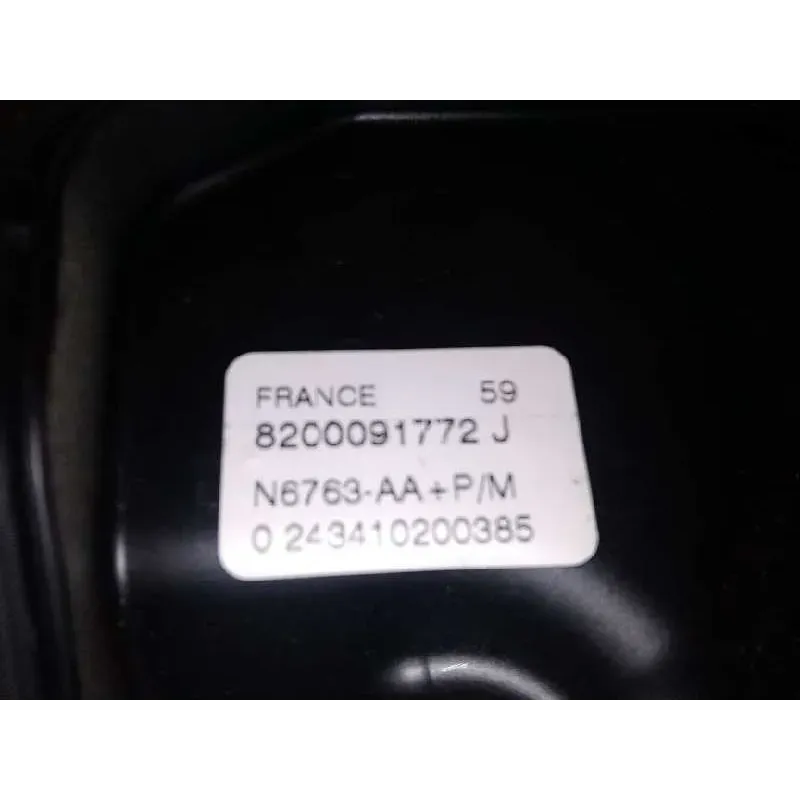 FRANCE 59
8200091772 J
N6763-AA+P/M
0 243410200385